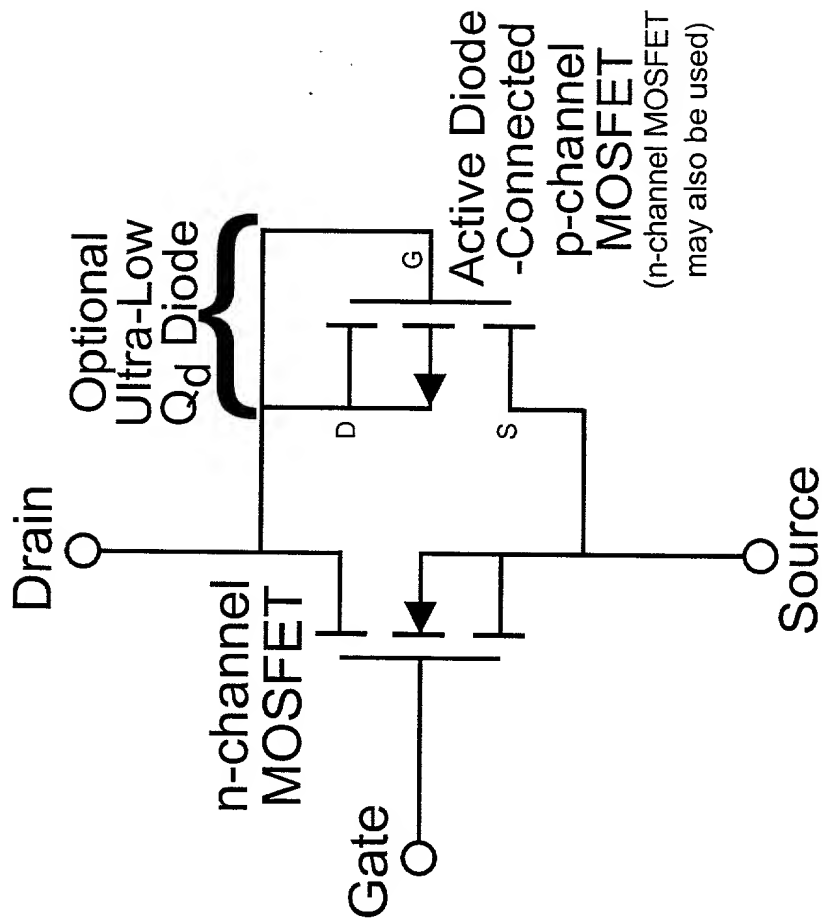 Drain
Optional
Ultra-Low
Qd Diode
n-channel
MOSFET
Gate
D
G
S
Active Diode
-Connected
p-channel
MOSFET
(n-channel MOSFET
may also be used)
Source